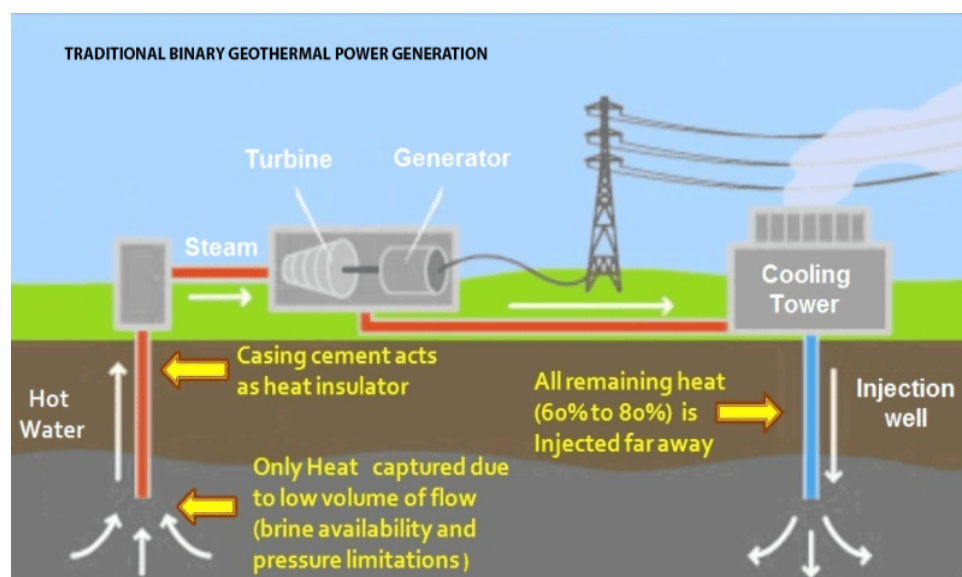 TRADITIONAL BINARY GEOTHERMAL POWER GENERATION
Turbine
Generator
Steam
Cooling
Tower
Casing cement acts
as heat insulator
Hot
Water
All remaining heat
(60% to 80%) is
Injected far away
Injection
well
Only Heat captured due
to low volume of flow
(brine availability and
pressure limitations)